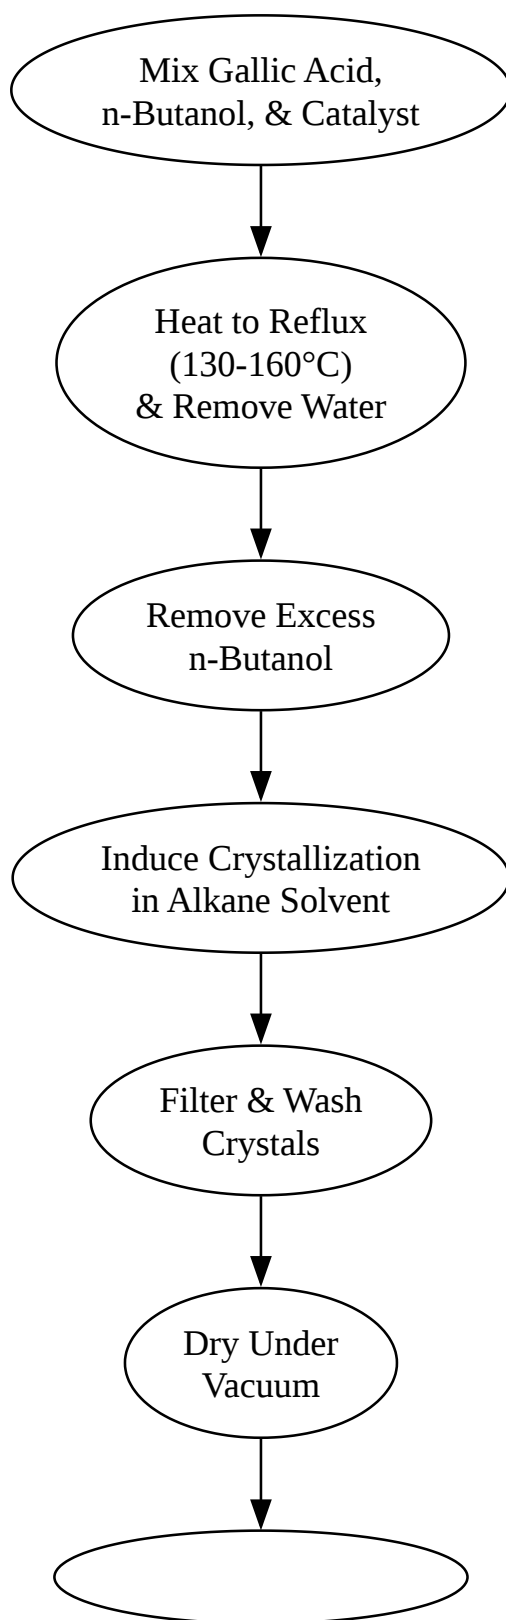 Mix Gallic Acid,
n-Butanol, & Catalyst
Heat to Reflux
(130-160°C)
& Remove Water
Remove Excess
n-Butanol
Induce Crystallization
in Alkane Solvent
Filter & Wash
Crystals
Dry Under
Vacuum